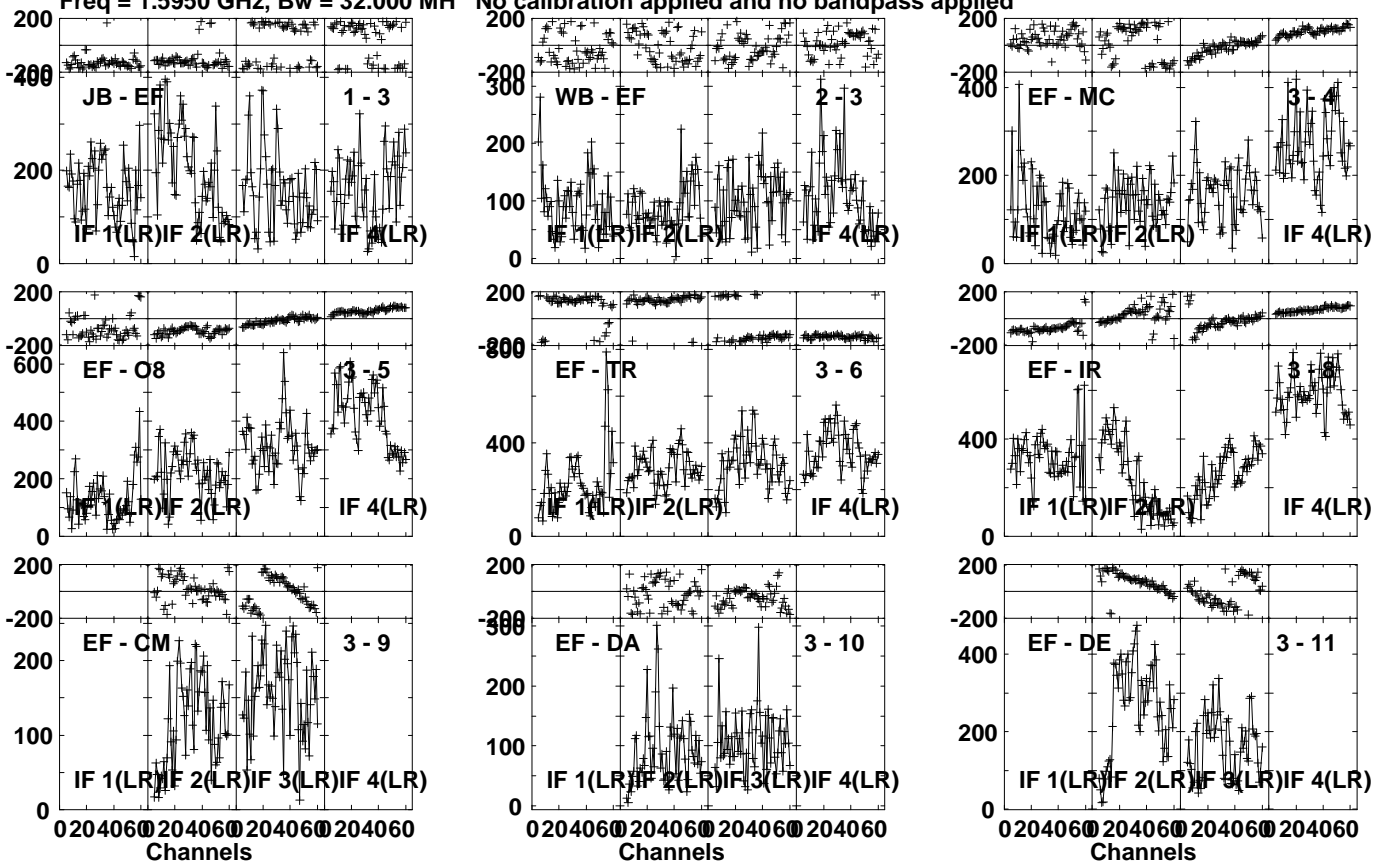 Freq = 1.5950 GHz, Bw = 32.000 MH No calibration applied and no bandpass applied
200
-200
400
200
0
JB - EF
1 - 3
IF 1(LR)IF 2(LR)
IF 4(LR)
200
-200
300
200
100
0
WB - EF
2 - 3
IF 1(LR)IF 2(LR)
IF 4(LR)
200
-200
400
200
0
EF - MC
3 - 4
IF 1(LR)IF 2(LR)
IF 4(LR)
200
-200
600
400
200
0
EF - O8
3 - 5
IF 1(LR)IF 2(LR)
IF 4(LR)
200
-200
800
400
0
EF - TR
3 - 6
IF 1(LR)IF 2(LR)
IF 4(LR)
200
-200
400
0
EF - IR
3 - 8
IF 1(LR)IF 2(LR)
IF 4(LR)
200
-200
200
100
0
EF - CM
3 - 9
IF 1(LR)IF 2(LR)IF 3(LR)IF 4(LR)
0204060 0204060 0204060 0204060
Channels
200
-200
300
200
100
0
EF - DA
3 - 10
IF 1(LR)IF 2(LR)IF 3(LR)IF 4(LR)
0204060 0204060 0204060 0204060
Channels
200
-200
400
200
0
EF - DE
3 - 11
IF 1(LR)IF 2(LR)IF 3(LR)IF 4(LR)
0204060 0204060 0204060 0204060
Channels